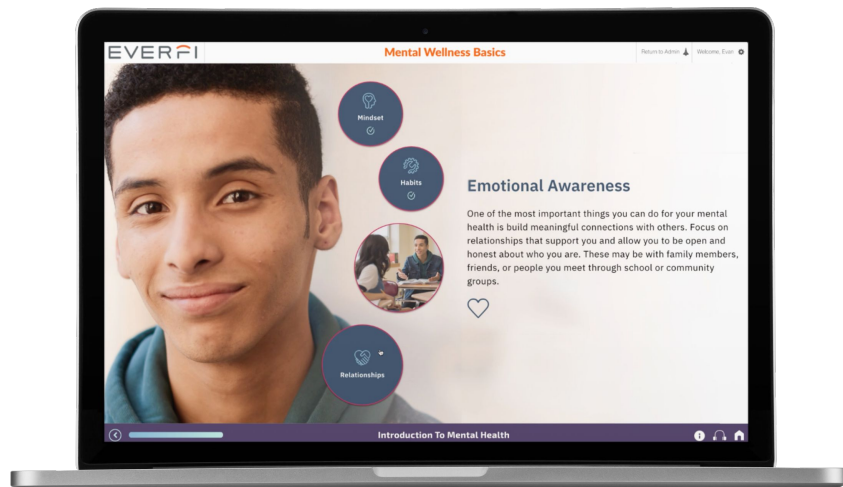 EVERFI
Mental Wellness Basics
Return to Admin
Welcome, Ever
Mindset
Habits
Emotional Awareness
One of the most important things you can do for your mental
health is build meaningful connections with others. Focus on
relationships that support you and allow you to be open and
honest about who you are. These may be with family members,
friends, or people you meet through school or community
groups.
Relationships
Introduction To Mental Health